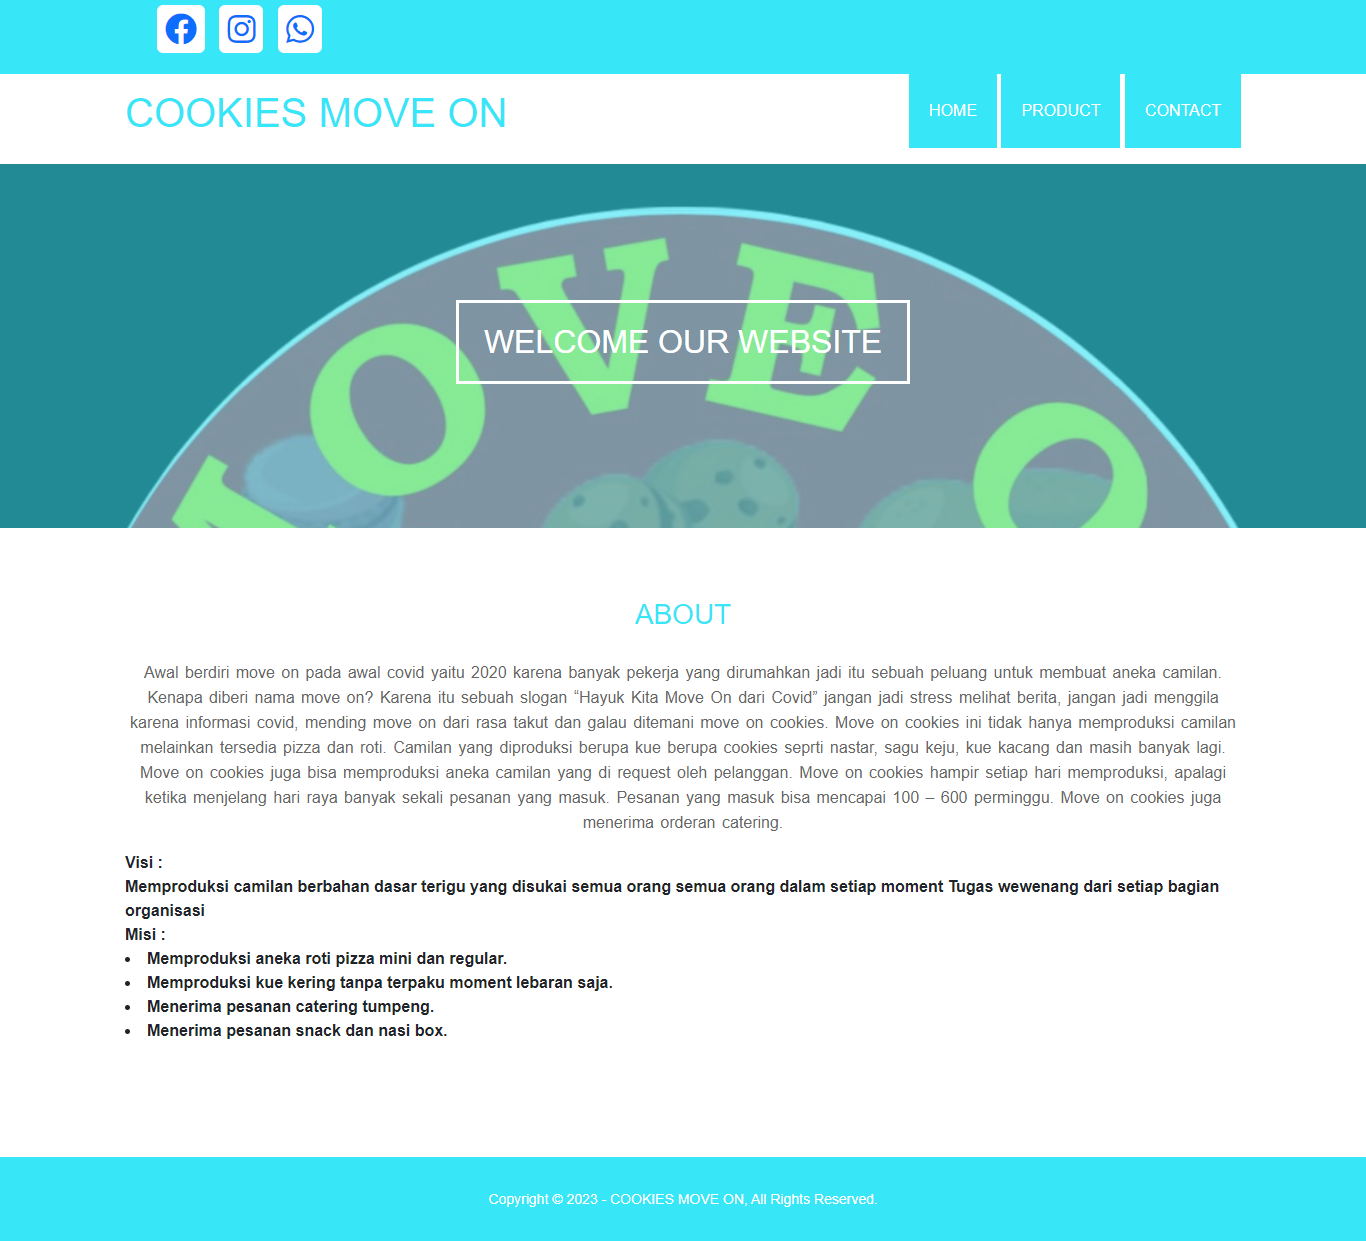 COOKIES MOVE ON
HOME PRODUCT CONTACT
MOVE O
WELCOME OUR WEBSITE
ABOUT
Awal berdiri move on pada awal covid yaitu 2020 karena banyak pekerja yang dirumahkan jadi itu sebuah peluang untuk membuat aneka camilan.
Kenapa diberi nama move on? Karena itu sebuah slogan “Hayuk Kita Move On dari Covid” jangan jadi stress melihat berita, jangan jadi menggila
karena informasi covid, mending move on dari rasa takut dan galau ditemani move on cookies. Move on cookies ini tidak hanya memproduksi camilan
melainkan tersedia pizza dan roti. Camilan yang diproduksi berupa kue berupa cookies seprti nastar, sagu keju, kue kacang dan masih banyak lagi.
Move on cookies juga bisa memproduksi aneka camilan yang di request oleh pelanggan. Move on cookies hampir setiap hari memproduksi, apalagi
ketika menjelang hari raya banyak sekali pesanan yang masuk. Pesanan yang masuk bisa mencapai 100 – 600 perminggu. Move on cookies juga
menerima orderan catering.
Visi :
Memproduksi camilan berbahan dasar terigu yang disukai semua orang semua orang dalam setiap moment Tugas wewenang dari setiap bagian
organisasi
Misi :
• Memproduksi aneka roti pizza mini dan regular.
• Memproduksi kue kering tanpa terpaku moment lebaran saja.
• Menerima pesanan catering tumpeng.
• Menerima pesanan snack dan nasi box.
Copyright © 2023 - COOKIES MOVE ON, All Rights Reserved.